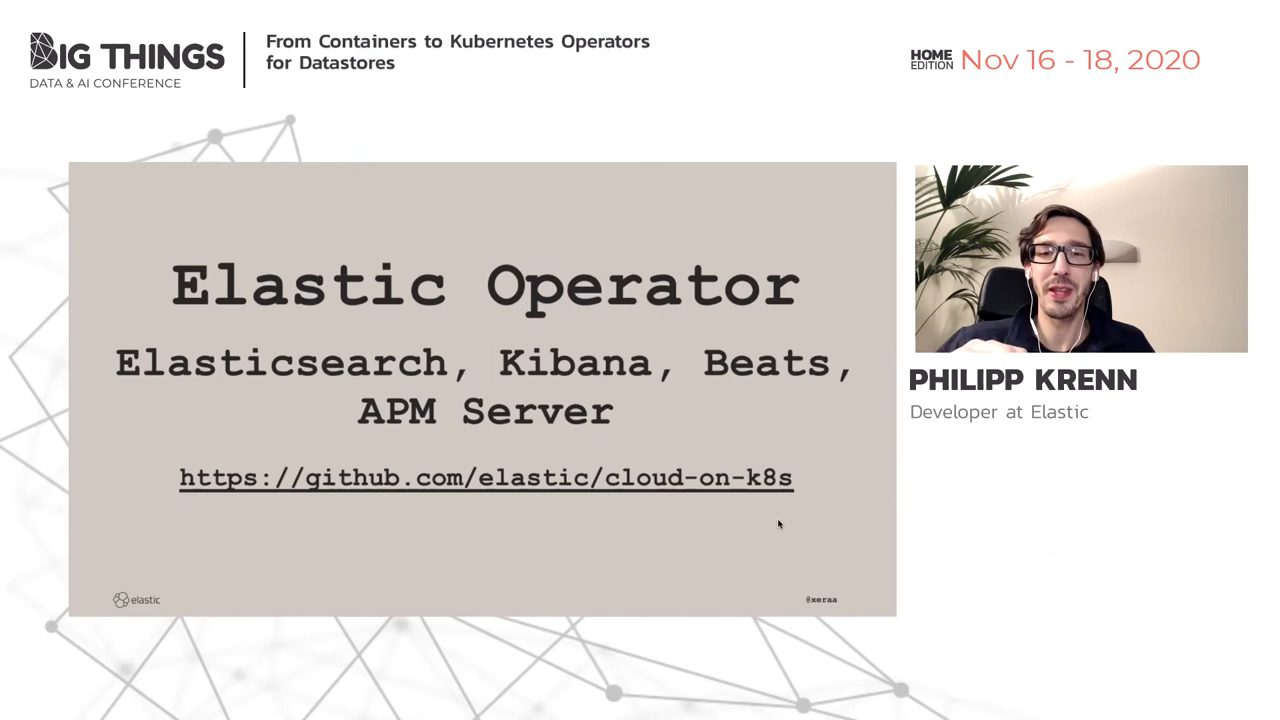 BIG THINGS
DATA & AI CONFERENCE
From Containers to Kubernetes Operators
for Datastores
HOME
EDITION
Nov 16 - 18, 2020
Elastic Operator
Elasticsearch, Kibana, Beats,
APM Server
https://github.com/elastic/cloud-on-k8s
elastic
@xeraa
PHILIPP KRENN
Developer at Elastic